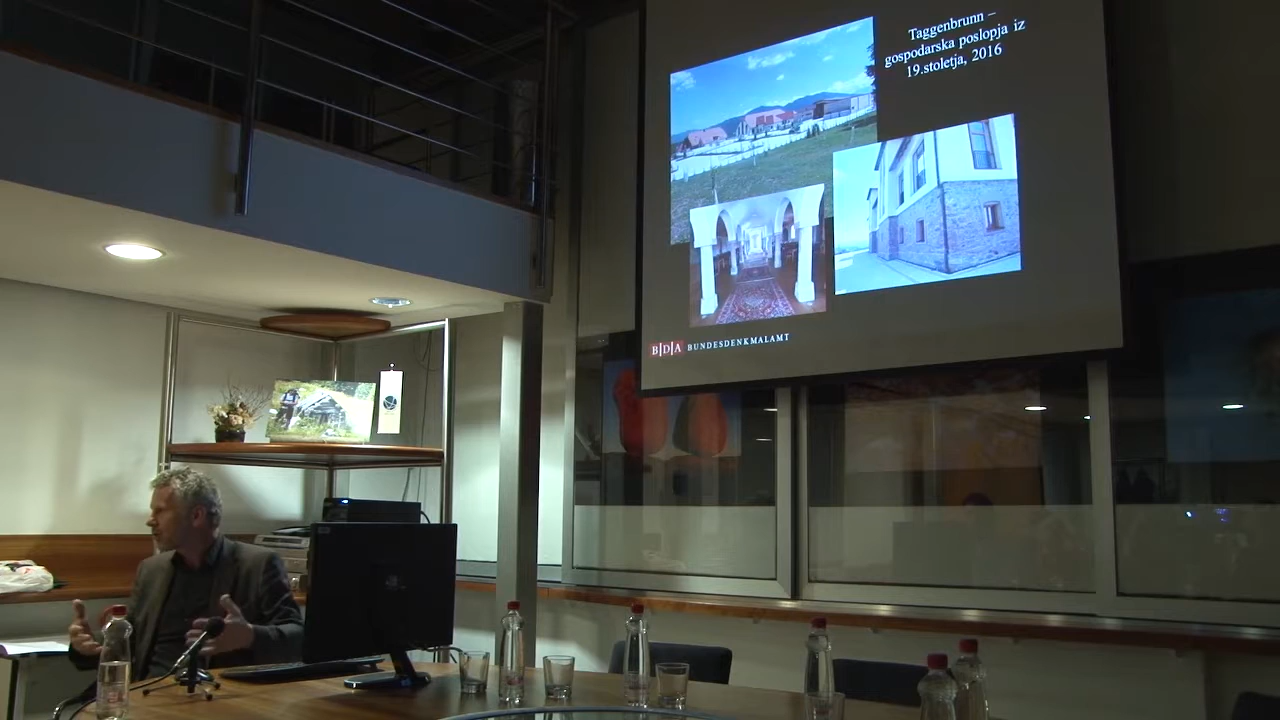 Taggenbrunn –
gospodarska poslopja iz
19.stoletja, 2016
B|D|A BUNDESDENKMALAMT